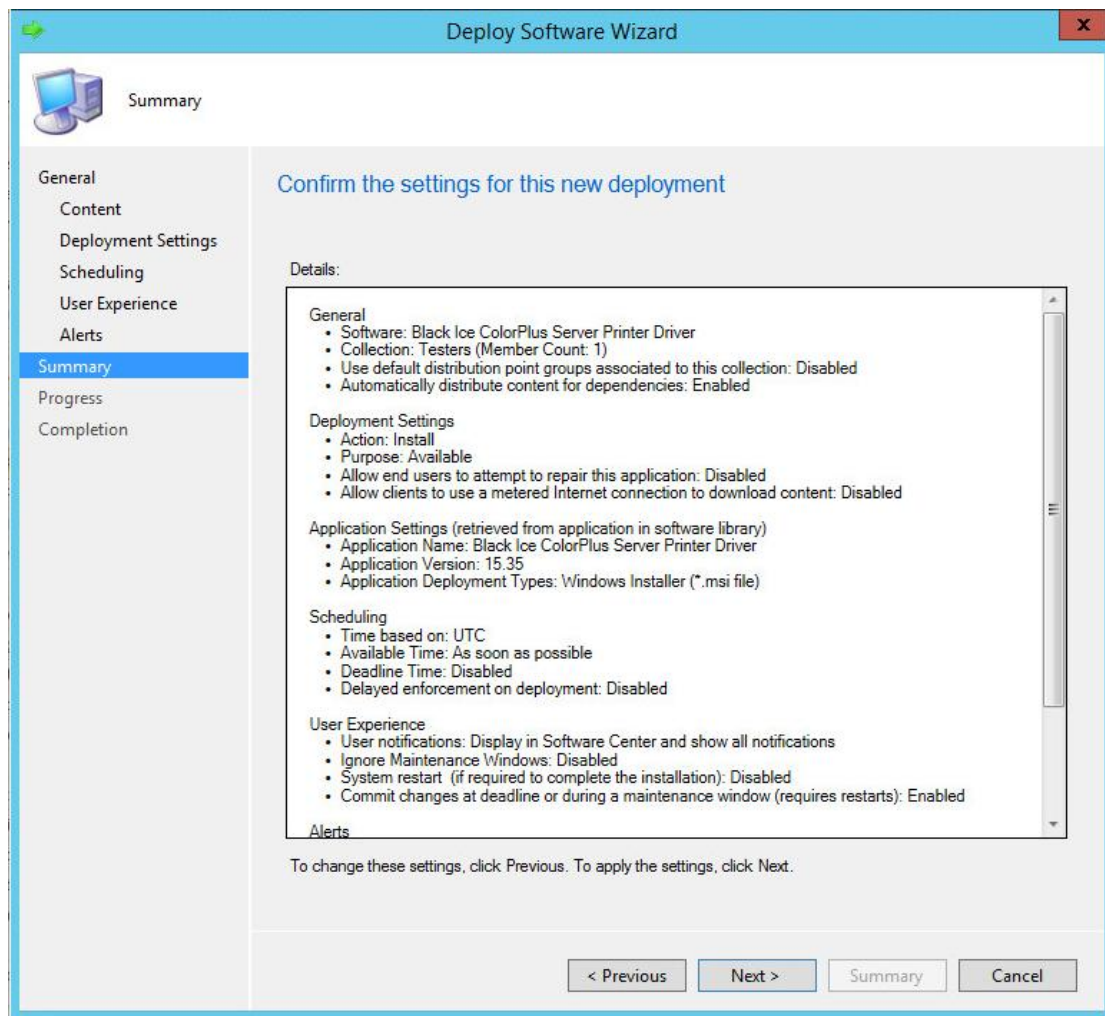 Deploy Software Wizard
x
Summary
General
Content
Deployment Settings
Scheduling
User Experience
Alerts
Summary
Progress
Completion
Confirm the settings for this new deployment
Details:
General
• Software: Black Ice ColorPlus Server Printer Driver
• Collection: Testers (Member Count: 1)
• Use default distribution point groups associated to this collection: Disabled
• Automatically distribute content for dependencies: Enabled
Deployment Settings
• Action: Install
• Purpose: Available
• Allow end users to attempt to repair this application: Disabled
• Allow clients to use a metered Internet connection to download content: Disabled
Application Settings (retrieved from application in software library)
• Application Name: Black Ice ColorPlus Server Printer Driver
• Application Version: 15.35
• Application Deployment Types: Windows Installer (*.msi file)
Scheduling
• Time based on: UTC
• Available Time: As soon as possible
• Deadline Time: Disabled
• Delayed enforcement on deployment: Disabled
User Experience
• User notifications: Display in Software Center and show all notifications
• Ignore Maintenance Windows: Disabled
• System restart  (if required to complete the installation): Disabled
• Commit changes at deadline or during a maintenance window (requires restarts): Enabled
Alerts
To change these settings, click Previous. To apply the settings, click Next.
< Previous
Next >
Summary
Cancel